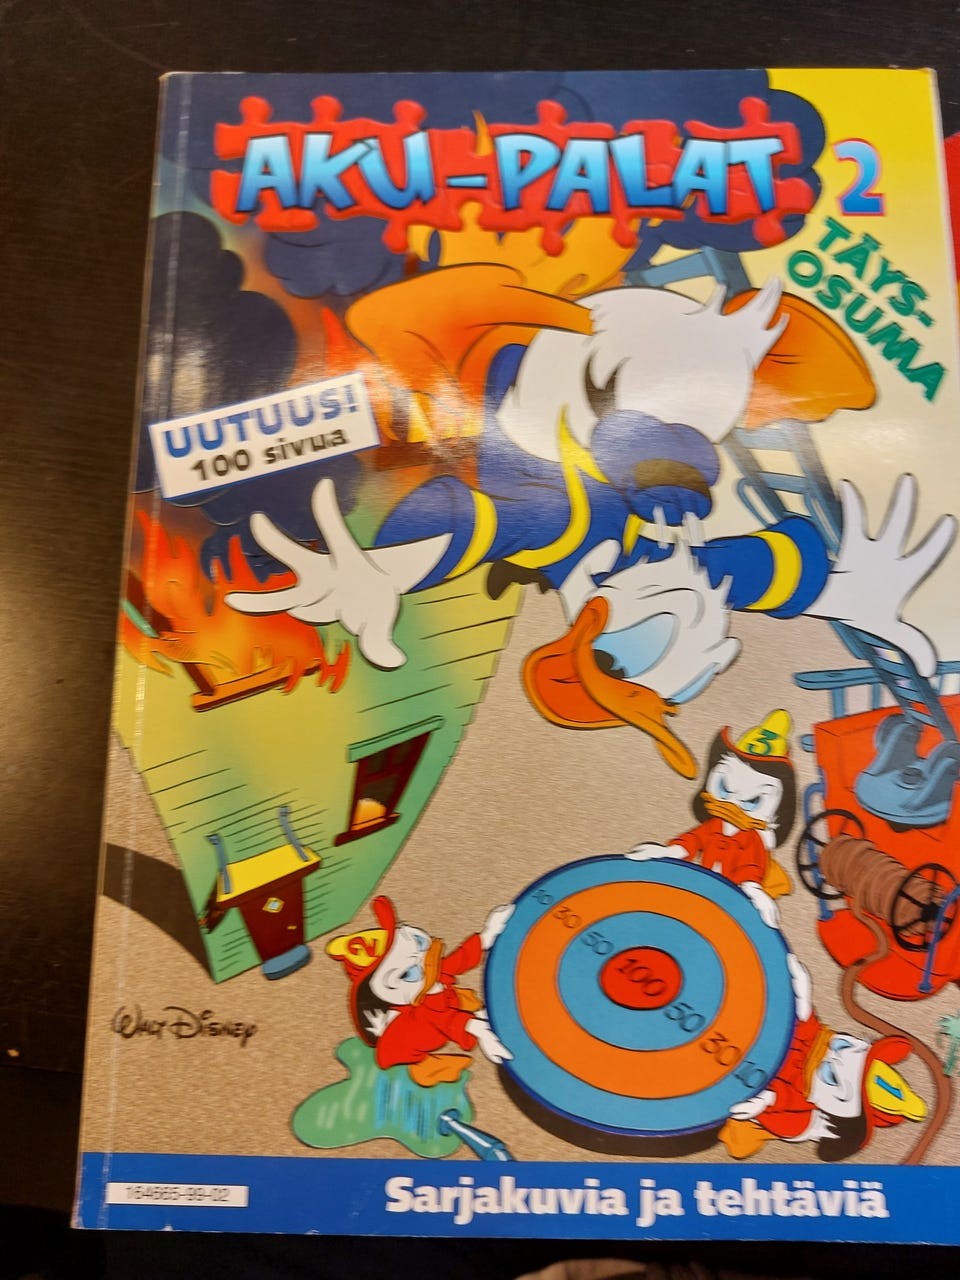 AKU-PALAT
2
TÄYS-
OSUMA
UUTUUS!
100 sivua
3
2
10 30 50 100 50 30 10
1
WALT DISNEY
164665-99-02
Sarjakuvia ja tehtäviä